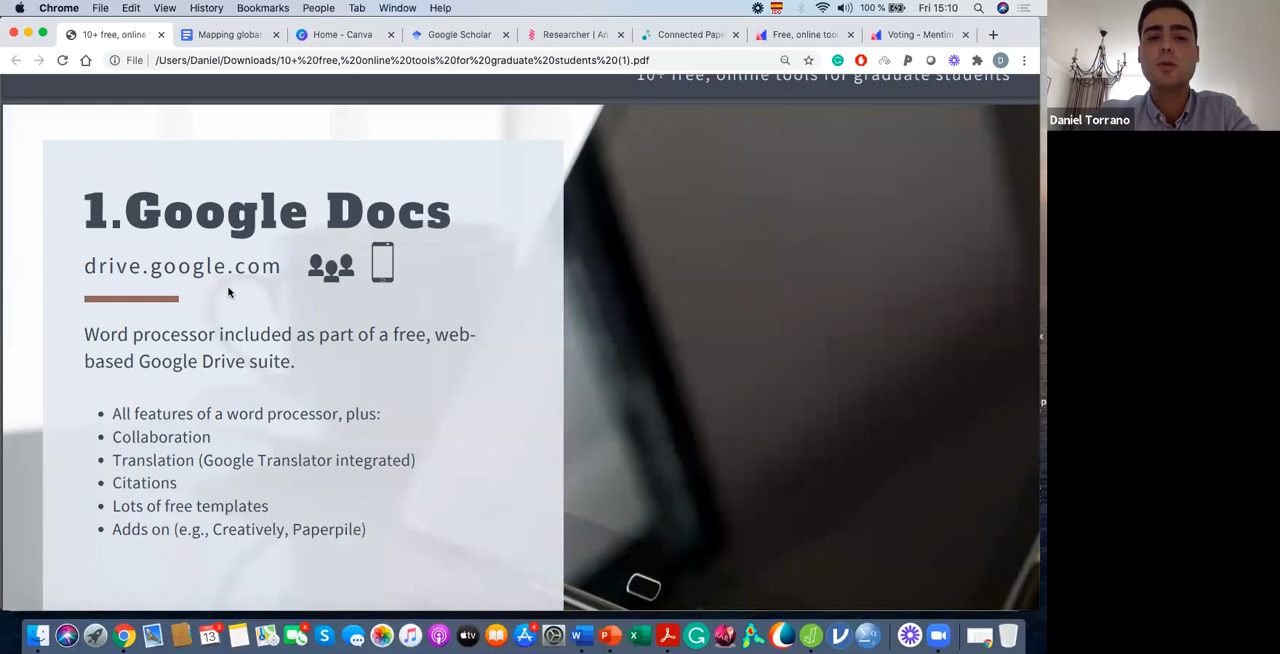 Chrome File Edit View History Bookmarks People Tab Window Help ISO 100 % Fri 15:10
10+ free, online Mapping global Home - Canva Google Scholar Researcher | An Connected Pape Free, online too Voting - Mentim
File /Users/Daniel/Downloads/10+%20free,%20online%20tools%20for%20graduate%20students%20(1).pdf D
10+ free, online tools for graduate students
Daniel Torrano
1.Google Docs
drive.google.com
Word processor included as part of a free, web-
based Google Drive suite.
• All features of a word processor, plus:
• Collaboration
• Translation (Google Translator integrated)
• Citations
• Lots of free templates
• Adds on (e.g., Creatively, Paperpile)